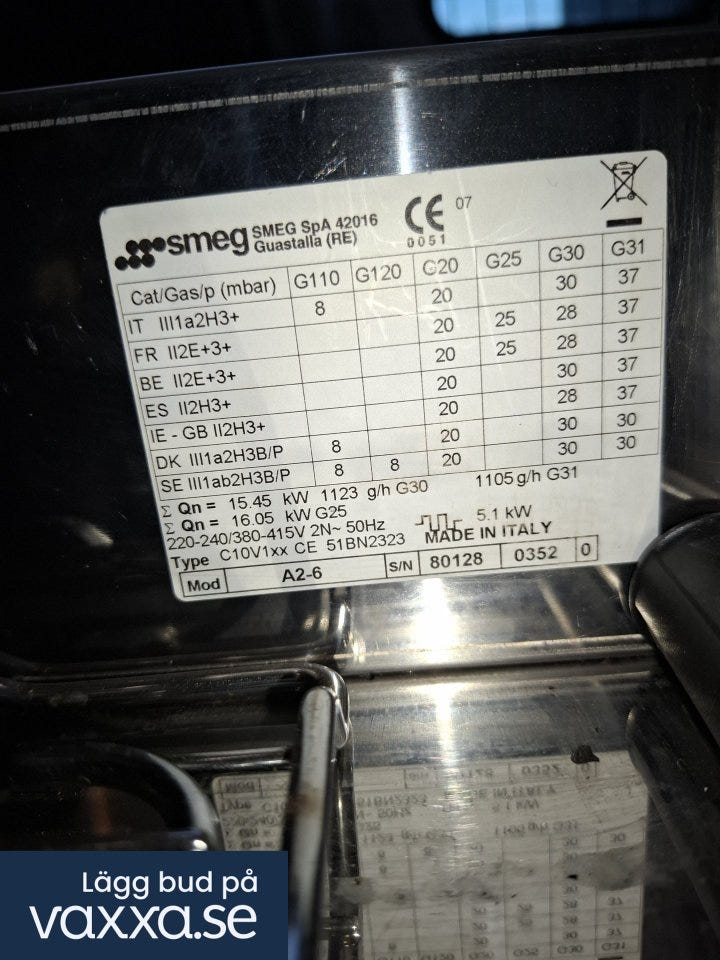 smeg SMEG SpA 42016
Guastalla (RE)
CE 07
0051
Cat/Gas/p (mbar) G110 G120 G20 G25 G30 G31
IT III1a2H3+ 8 20 30 37
FR II2E+3+ 20 25 28 37
BE II2E+3+ 20 25 28 37
ES II2H3+ 20 30 37
IE - GB II2H3+ 20 28 37
DK III1a2H3B/P 8 20 30 30
SE III1ab2H3B/P 8 8 20 30 30
Σ Qn = 15.45 kW 1123 g/h G30 1105 g/h G31
Σ Qn = 16.05 kW G25
220-240/380-415V 2N~ 50Hz 5.1 kW
Type C10V1xx CE 51BN2323 MADE IN ITALY
Mod A2-6 S/N 80128 0352 0
Lägg bud på
vaxxa.se